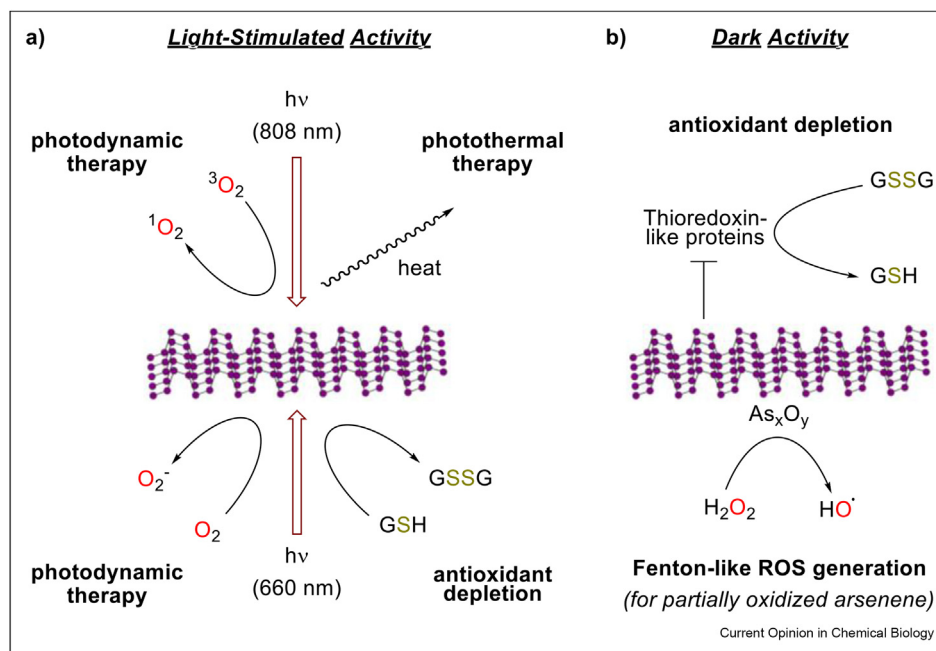 a)
Light-Stimulated Activity
hν
(808 nm)
photodynamic
therapy
photothermal
therapy
³O₂
¹O₂
heat
O₂⁻
O₂
GSSG
GSH
hν
(660 nm)
photodynamic
therapy
antioxidant
depletion
b)
Dark Activity
antioxidant depletion
GSSG
Thioredoxin-
like proteins
GSH
AsₓOᵧ
H₂O₂
HO˙
Fenton-like ROS generation
(for partially oxidized arsenene)
Current Opinion in Chemical Biology